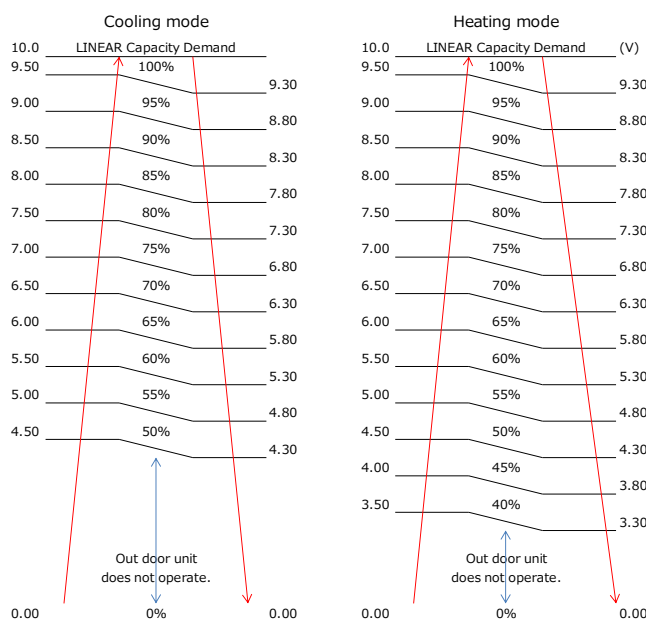 Cooling mode
Heating mode
10.0 LINEAR Capacity Demand
10.0 LINEAR Capacity Demand (V)
9.50 100% 9.30
9.00 95% 8.80
8.50 90% 8.30
8.00 85% 7.80
7.50 80% 7.30
7.00 75% 6.80
6.50 70% 6.30
6.00 65% 5.80
5.50 60% 5.30
5.00 55% 4.80
4.50 50% 4.30
Out door unit
does not operate.
0.00 0% 0.00
9.50 100% 9.30
9.00 95% 8.80
8.50 90% 8.30
8.00 85% 7.80
7.50 80% 7.30
7.00 75% 6.80
6.50 70% 6.30
6.00 65% 5.80
5.50 60% 5.30
5.00 55% 4.80
4.50 50% 4.30
4.00 45% 3.80
3.50 40% 3.30
Out door unit
does not operate.
0.00 0% 0.00